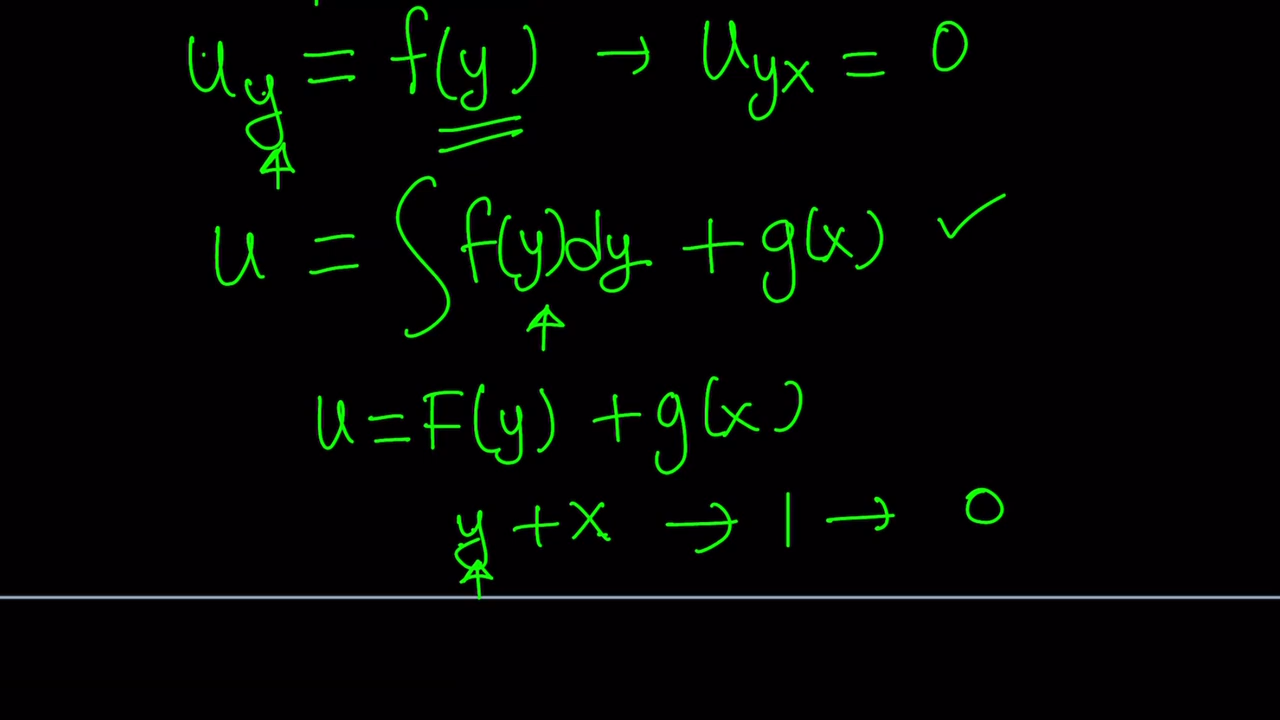 u_y = f(y) → u_yx = 0
u = ∫ f(y)dy + g(x) ✓
u = F(y) + g(x)
y + x → 1 → 0